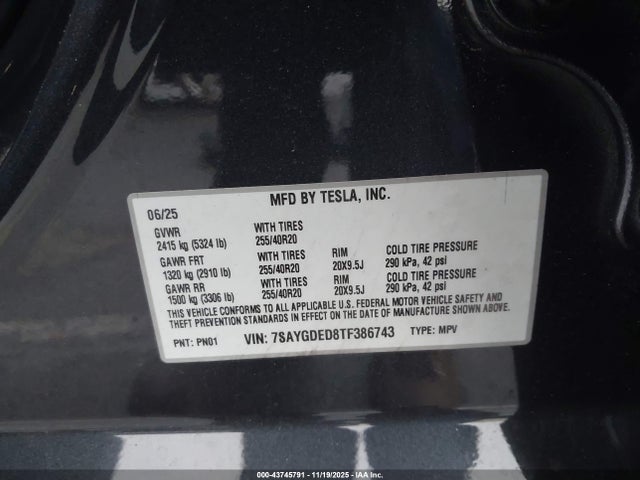 MFD BY TESLA, INC.
06/25
GVWR WITH TIRES
2415 kg (5324 lb) 255/40R20
GAWR FRT WITH TIRES RIM COLD TIRE PRESSURE
1320 kg (2910 lb) 255/40R20 20X9.5J 290 kPa, 42 psi
GAWR RR WITH TIRES RIM COLD TIRE PRESSURE
1500 kg (3306 lb) 255/40R20 20X9.5J 290 kPa, 42 psi
THIS VEHICLE CONFORMS TO ALL APPLICABLE U.S. FEDERAL MOTOR VEHICLE SAFETY AND
THEFT PREVENTION STANDARDS IN EFFECT ON THE DATE OF MANUFACTURE SHOWN ABOVE.
PNT: PN01 VIN: 7SAYGDED8TF386743 TYPE: MPV
000-43745791 - 11/19/2025 - IAA Inc.